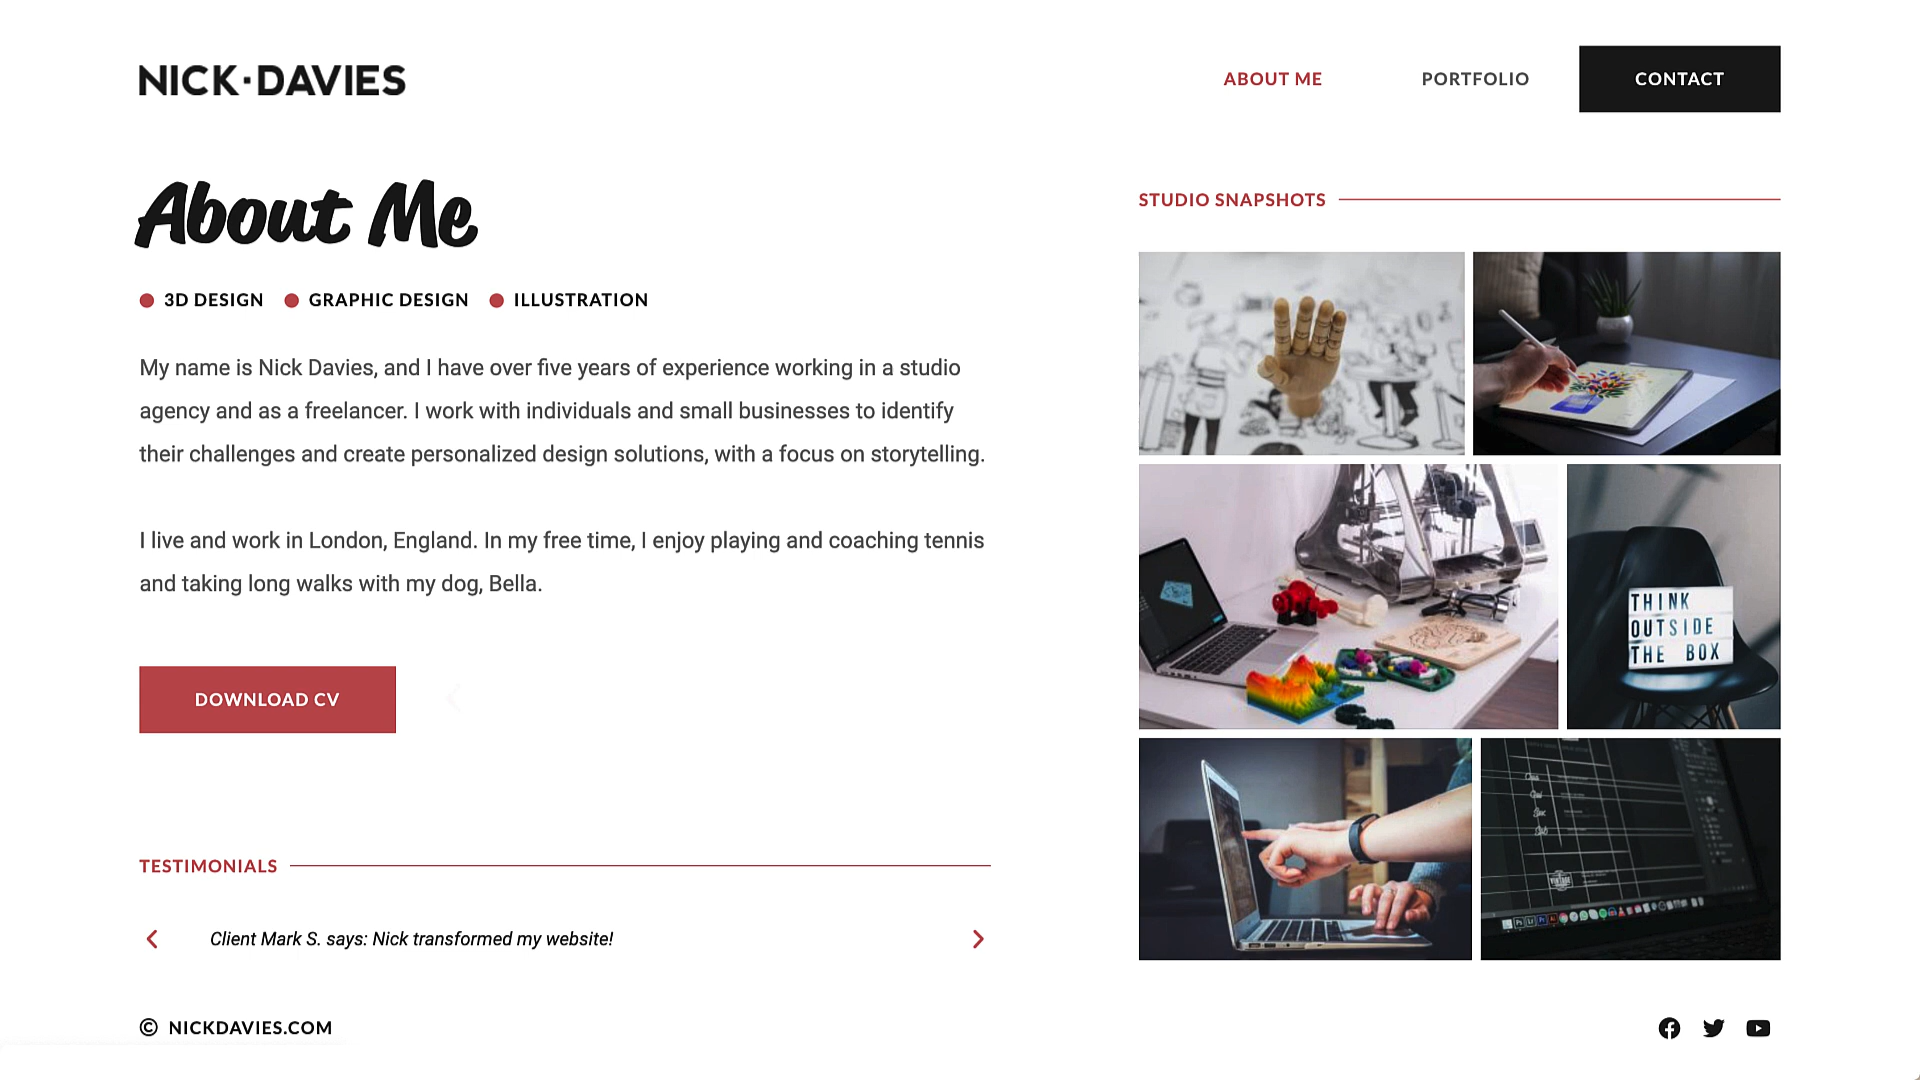 NICK·DAVIES
ABOUT ME
PORTFOLIO
CONTACT
About Me
3D DESIGN
GRAPHIC DESIGN
ILLUSTRATION
My name is Nick Davies, and I have over five years of experience working in a studio
agency and as a freelancer. I work with individuals and small businesses to identify
their challenges and create personalized design solutions, with a focus on storytelling.
I live and work in London, England. In my free time, I enjoy playing and coaching tennis
and taking long walks with my dog, Bella.
DOWNLOAD CV
TESTIMONIALS
Client Mark S. says: Nick transformed my website!
© NICKDAVIES.COM
STUDIO SNAPSHOTS
THINK
OUTSIDE
THE BOX
VINTAGE